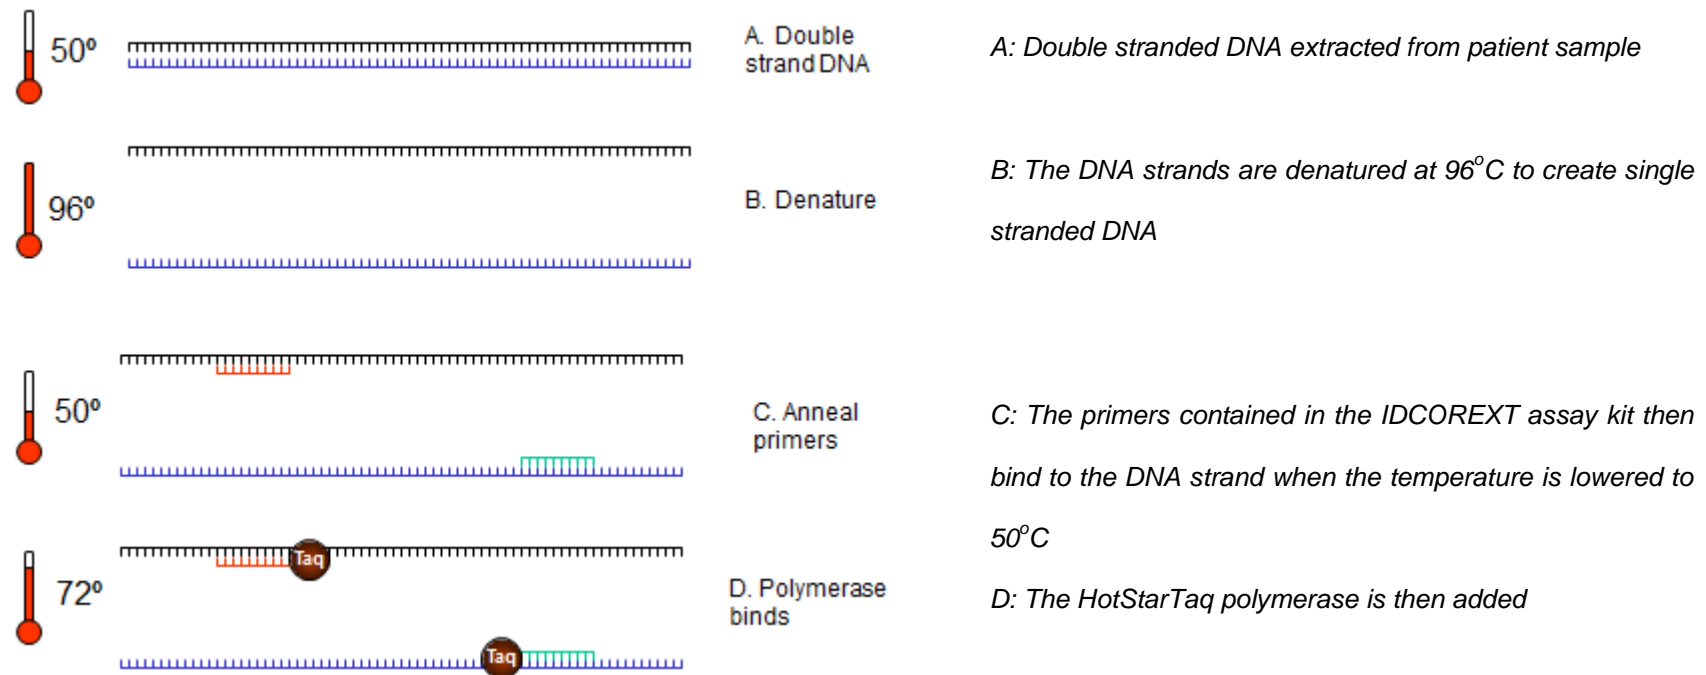 50º
A. Double
strand DNA
A: Double stranded DNA extracted from patient sample
96º
B. Denature
B: The DNA strands are denatured at 96°C to create single
stranded DNA
50º
C. Anneal
primers
C: The primers contained in the IDCOREXT assay kit then
bind to the DNA strand when the temperature is lowered to
50°C
72º
Taq
Taq
D. Polymerase
binds
D: The HotStarTaq polymerase is then added